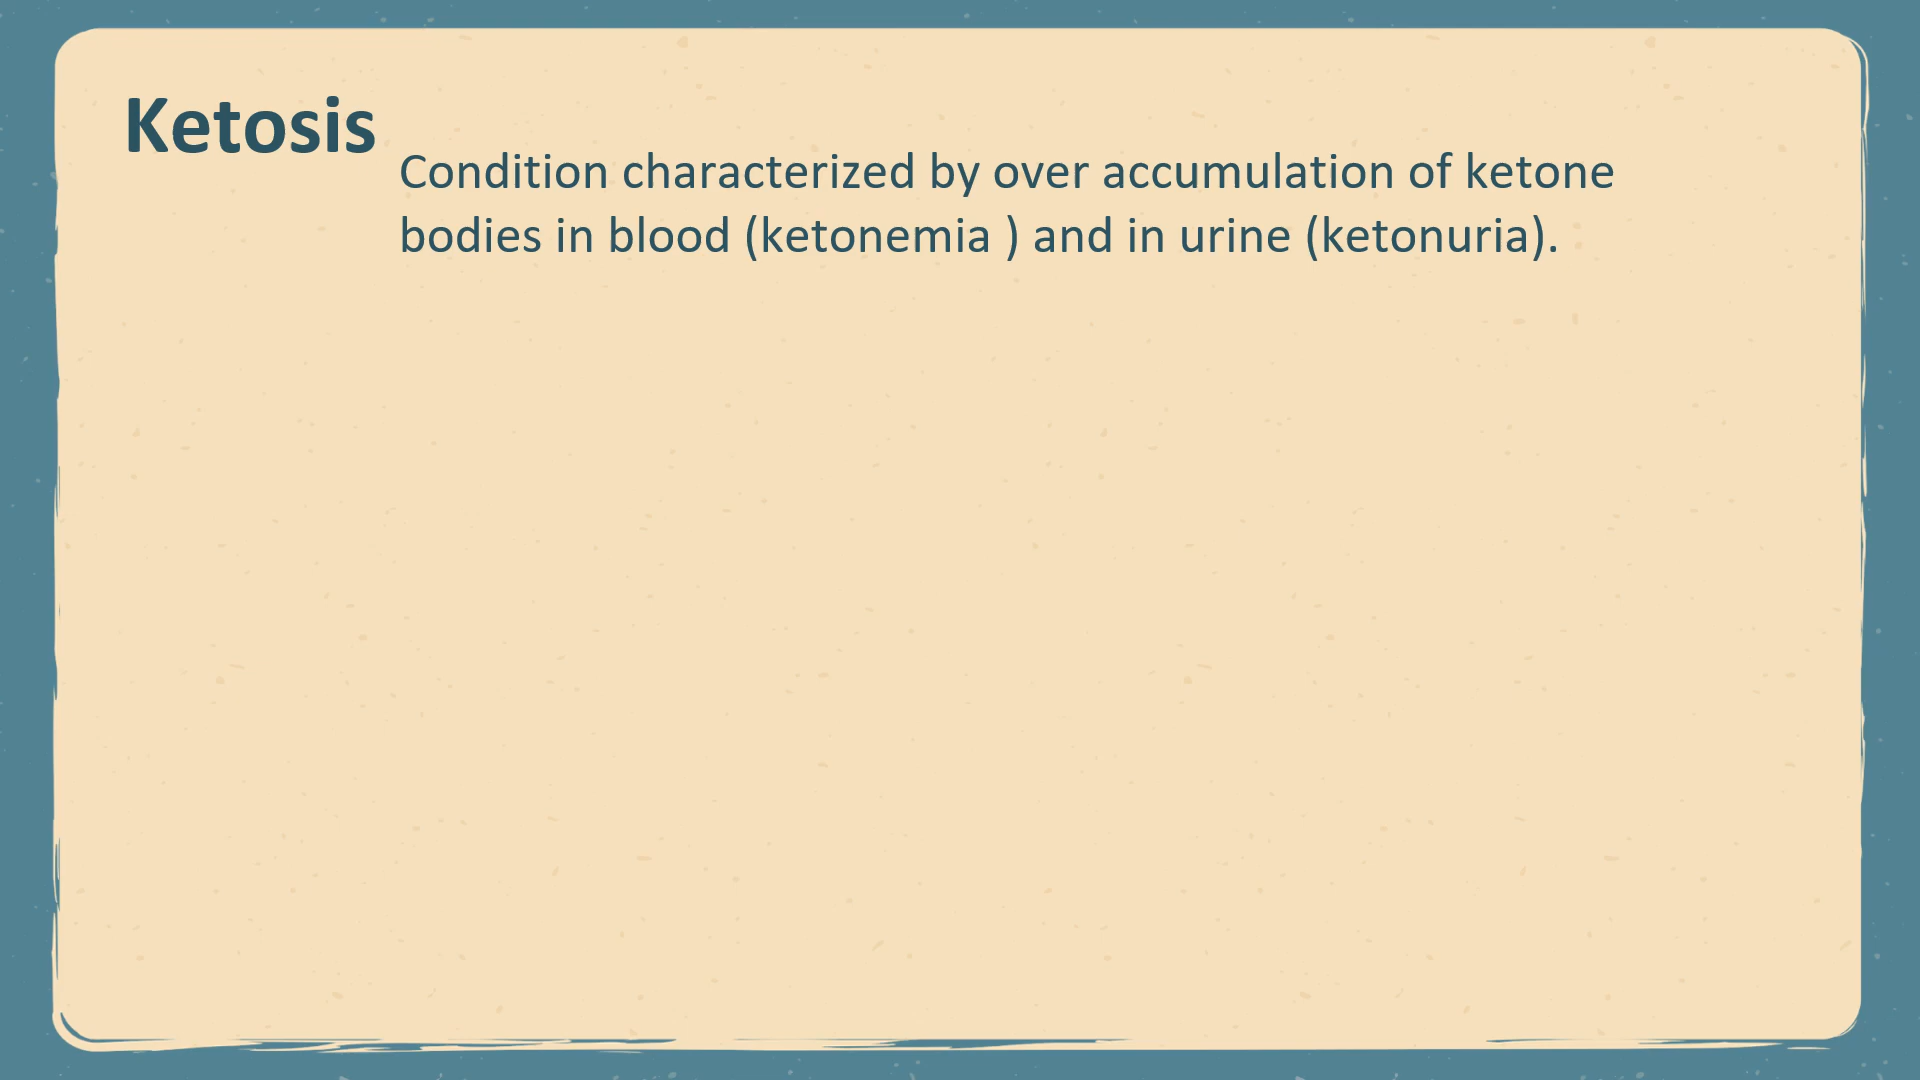 Ketosis
Condition characterized by over accumulation of ketone
bodies in blood (ketonemia ) and in urine (ketonuria).